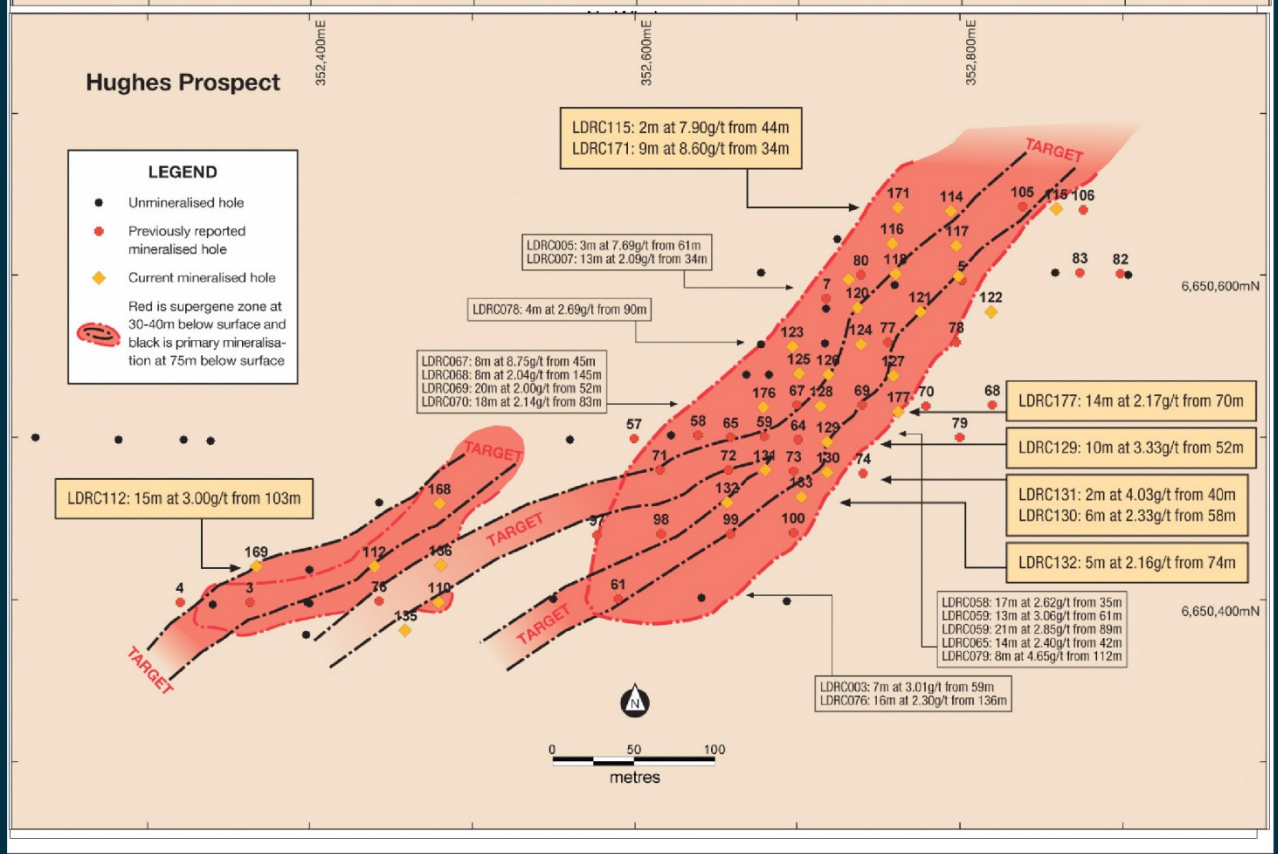 352,400mE
352,600mE
352,800mE
Hughes Prospect
LEGEND
Unmineralised hole
Previously reported
mineralised hole
Current mineralised hole
Red is supergene zone at
30-40m below surface and
black is primary mineralisa-
tion at 75m below surface
LDRC115: 2m at 7.90g/t from 44m
LDRC171: 9m at 8.60g/t from 34m
LDRC005: 3m at 7.69g/t from 61m
LDRC007: 13m at 2.09g/t from 34m
LDRC078: 4m at 2.69g/t from 90m
LDRC067: 8m at 8.75g/t from 45m
LDRC068: 8m at 2.04g/t from 145m
LDRC069: 20m at 2.00g/t from 52m
LDRC070: 18m at 2.14g/t from 83m
LDRC112: 15m at 3.00g/t from 103m
TARGET
171 114 105 115 106
116 117
80 118 5 83 82
6,650,600mN
7 120 121 122
123 124 77 78
125 126 127
176 67 128 69 177 70 68
57 58 65 59 64 129 79
71 72 131 73 130 74
132 133
97 98 99 100
61
TARGET
168
TARGET
169 112 136
4 3 76 110
135
TARGET
TARGET
LDRC177: 14m at 2.17g/t from 70m
LDRC129: 10m at 3.33g/t from 52m
LDRC131: 2m at 4.03g/t from 40m
LDRC130: 6m at 2.33g/t from 58m
LDRC132: 5m at 2.16g/t from 74m
LDRC058: 17m at 2.62g/t from 35m
LDRC059: 13m at 3.06g/t from 61m
LDRC059: 21m at 2.85g/t from 89m
LDRC065: 14m at 2.40g/t from 42m
LDRC079: 8m at 4.65g/t from 112m
6,650,400mN
LDRC003: 7m at 3.01g/t from 59m
LDRC076: 16m at 2.30g/t from 136m
N
0 50 100
metres